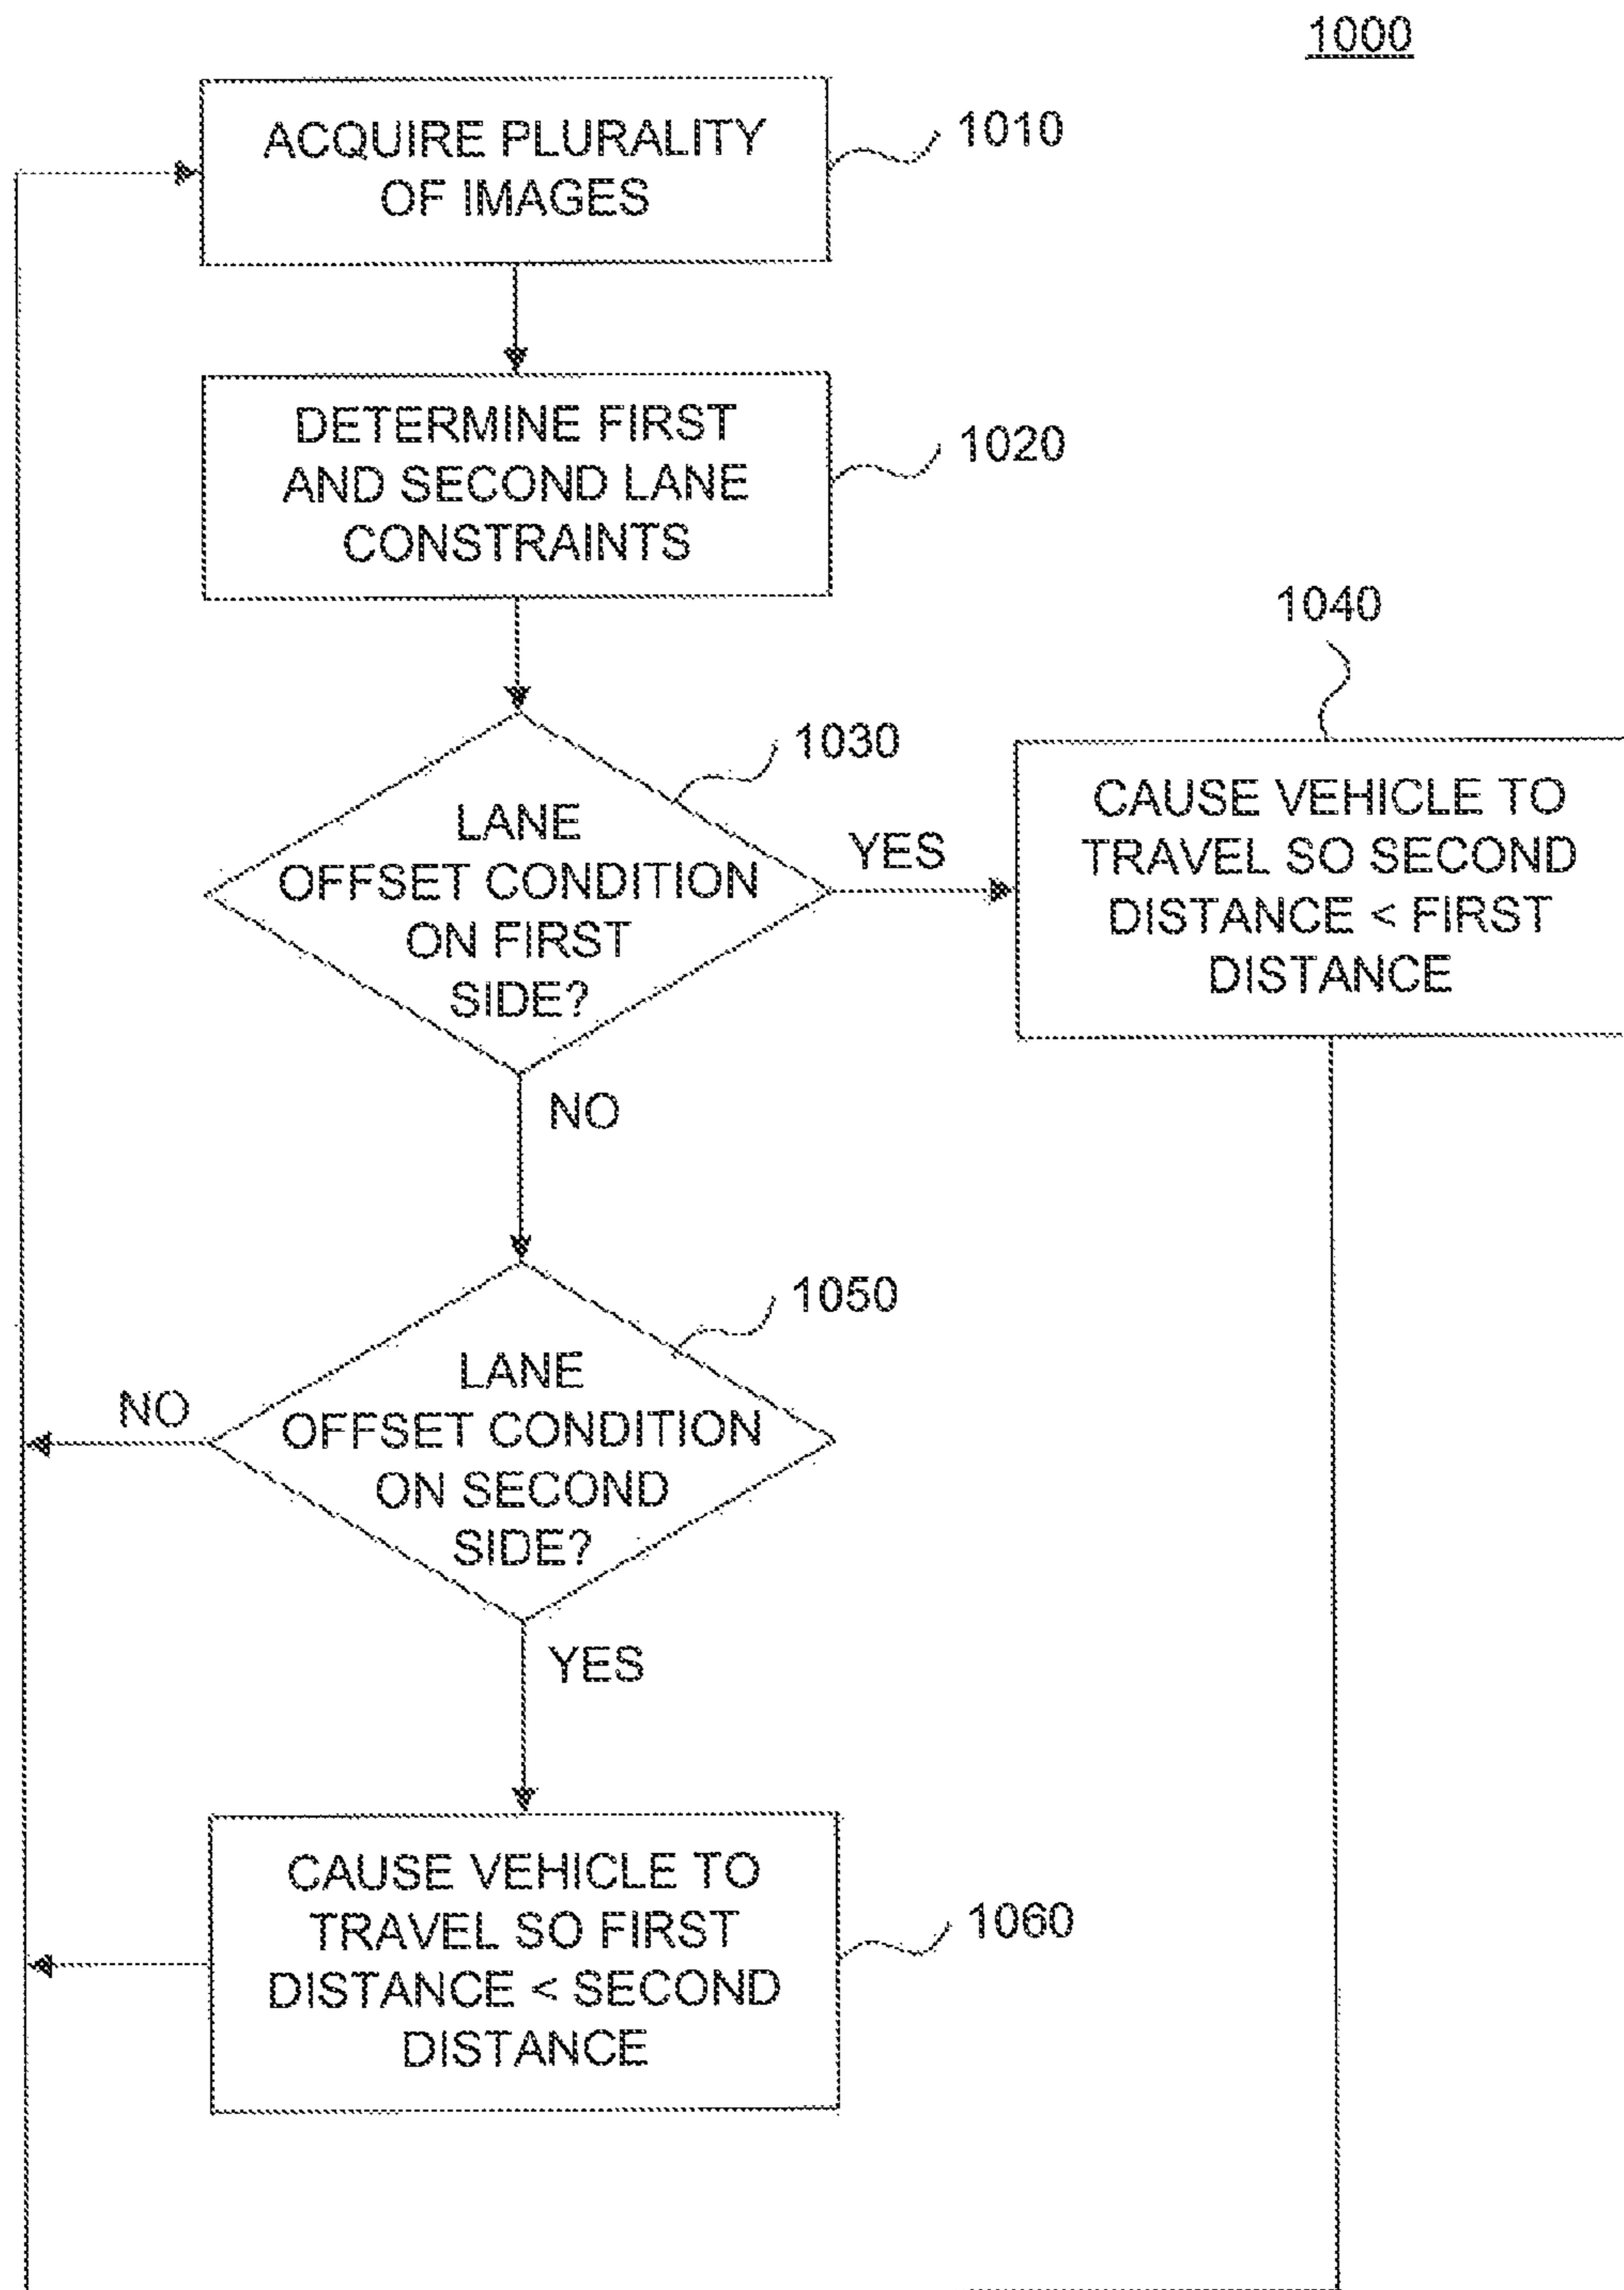 1000
ACQUIRE PLURALITY
OF IMAGES
1010
DETERMINE FIRST
AND SECOND LANE
CONSTRAINTS
1020
LANE
OFFSET CONDITION
ON FIRST
SIDE?
1030
YES
1040
CAUSE VEHICLE TO
TRAVEL SO SECOND
DISTANCE < FIRST
DISTANCE
NO
LANE
OFFSET CONDITION
ON SECOND
SIDE?
1050
NO
YES
CAUSE VEHICLE TO
TRAVEL SO FIRST
DISTANCE < SECOND
DISTANCE
1060